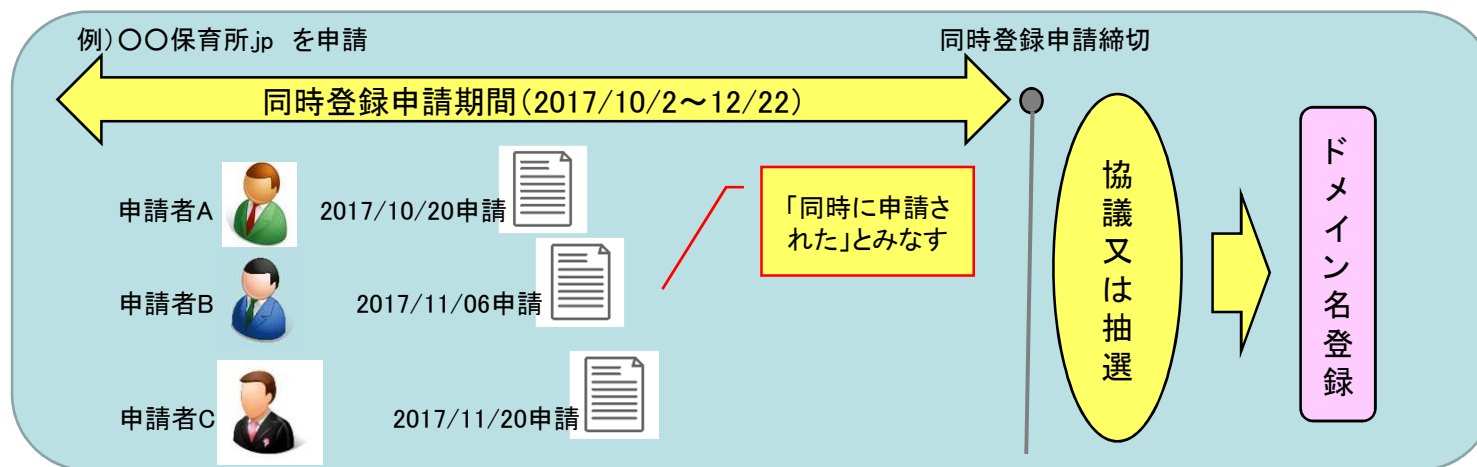 例)〇〇保育所.jp を申請
同時登録申請締切
同時登録申請期間(2017/10/2～12/22)
申請者A
2017/10/20申請
「同時に申請さ
れた」とみなす
申請者B
2017/11/06申請
申請者C
2017/11/20申請
協議又は抽選
ドメイン名登録